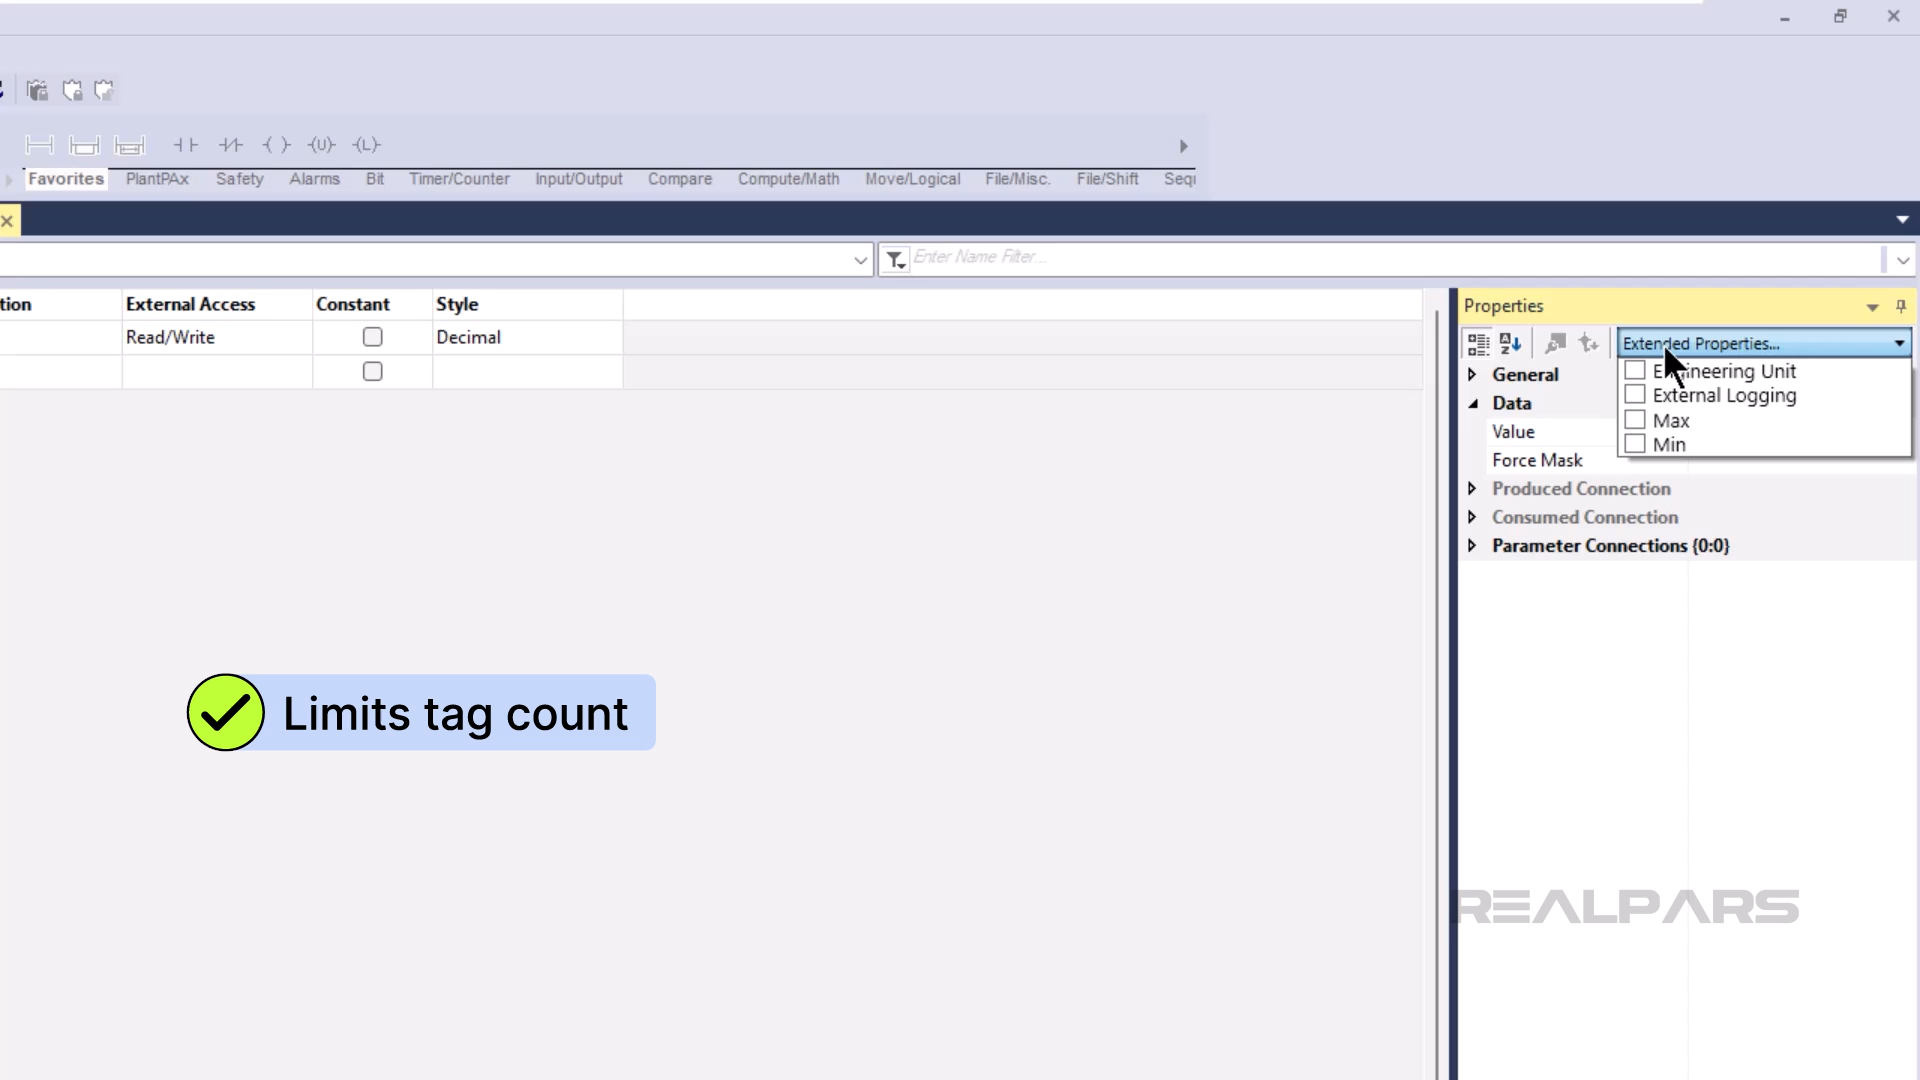 Favorites PlantPAx Safety Alarms Bit Timer/Counter Input/Output Compare Compute/Math Move/Logical File/Misc. File/Shift Sequ
Enter Name Filter...
tion External Access Constant Style
Read/Write Decimal
Properties
Extended Properties...
Engineering Unit
External Logging
Max
Min
General
Data
Value
Force Mask
Produced Connection
Consumed Connection
Parameter Connections {0:0}
Limits tag count
REALPARS